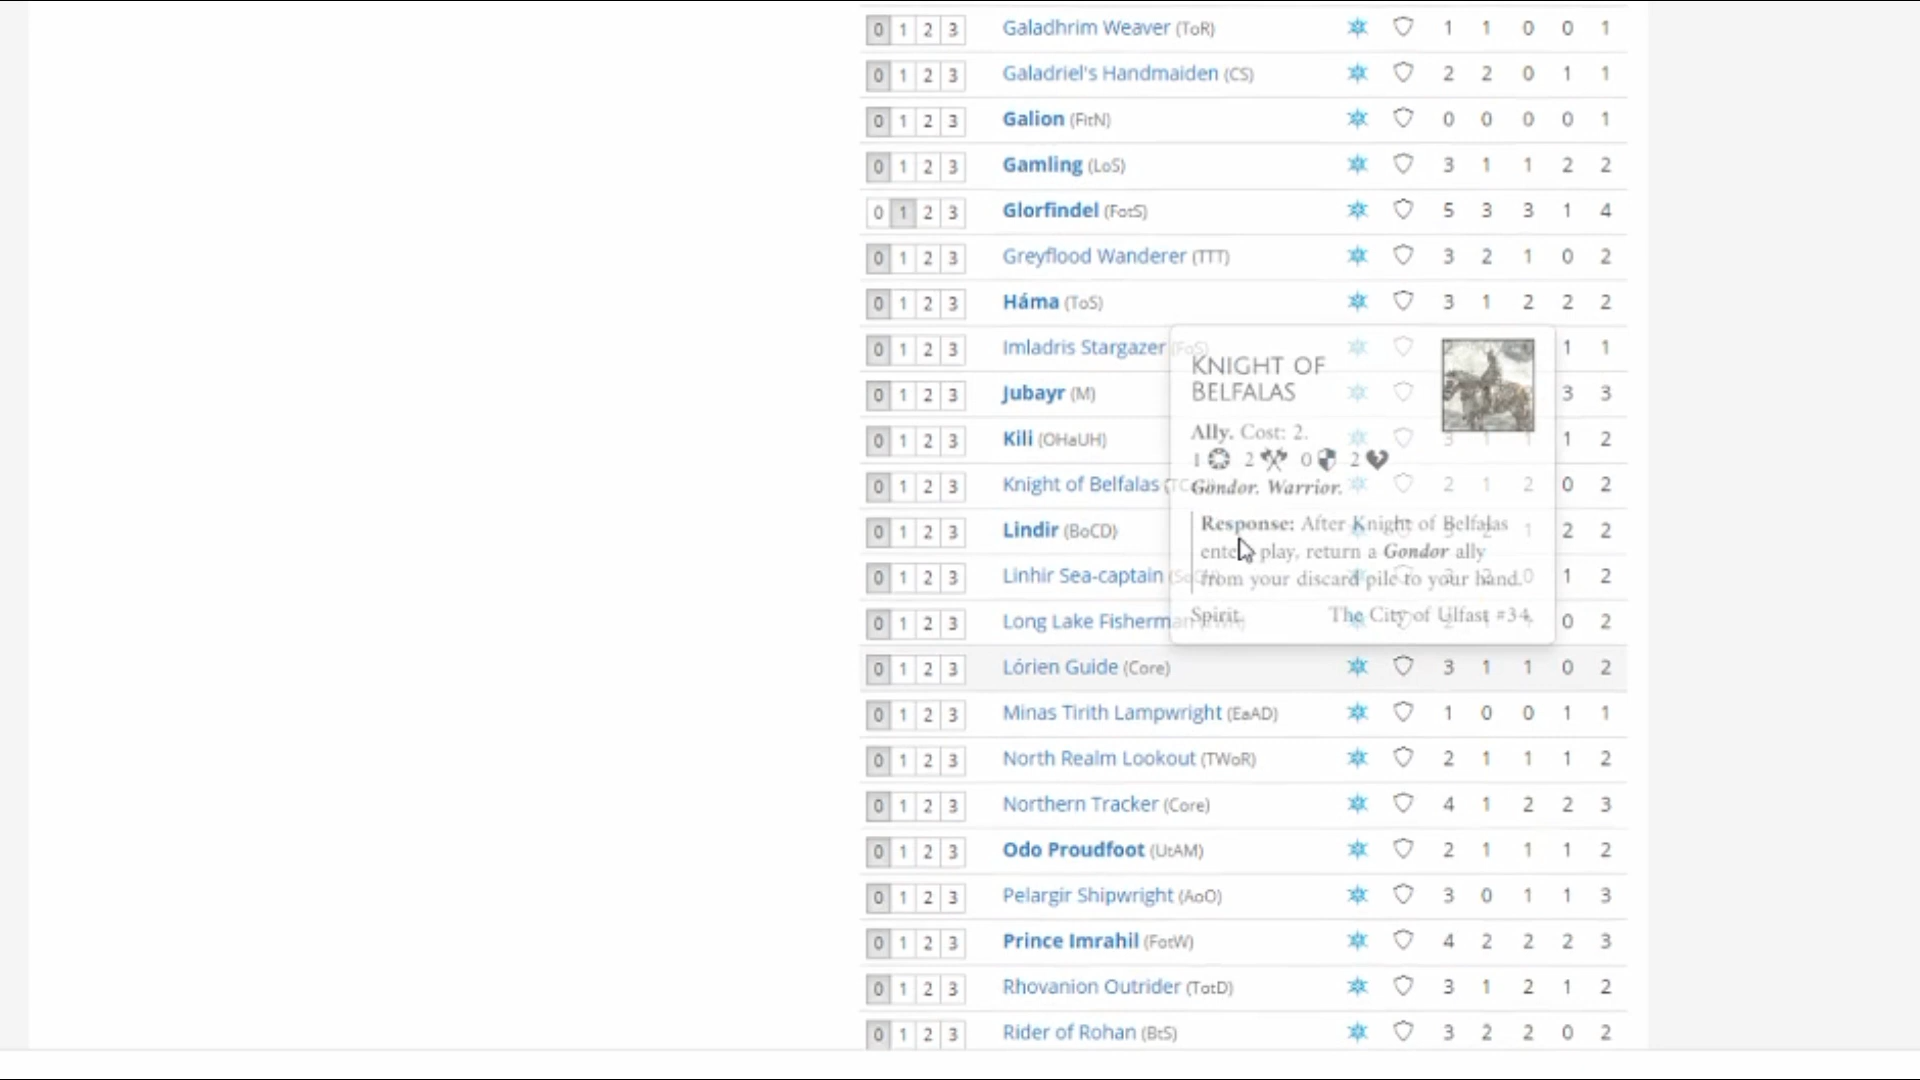 0 1 2 3 Galadhrim Weaver (ToR) 1 1 0 0 1
0 1 2 3 Galadriel's Handmaiden (CS) 2 2 0 1 1
0 1 2 3 Galion (FitN) 0 0 0 0 1
0 1 2 3 Gamling (LoS) 3 1 1 2 2
0 1 2 3 Glorfindel (FotS) 5 3 3 1 4
0 1 2 3 Greyflood Wanderer (TTT) 3 2 1 0 2
0 1 2 3 Háma (ToS) 3 1 2 2 2
0 1 2 3 Imladris Stargazer (FoS) 1 1
0 1 2 3 Jubayr (M) 3 3
0 1 2 3 Kili (OHaUH) 3 1 1 1 2
0 1 2 3 Knight of Belfalas 2 1 2 0 2
0 1 2 3 Lindir (BoCD) 1 2 2
0 1 2 3 Linhir Sea-captain 0 1 2
0 1 2 3 Long Lake Fisherman 0 2
KNIGHT OF
BELFALAS
Ally. Cost: 2.
1 2 0 2
Gondor. Warrior.
Response: After Knight of Belfalas
play, return a Gondor ally
from your discard pile to your hand.
Spirit. The City of Ulfast #34.
0 1 2 3 Lórien Guide (Core) 3 1 1 0 2
0 1 2 3 Minas Tirith Lampwright (EaAD) 1 0 0 1 1
0 1 2 3 North Realm Lookout (TWoR) 2 1 1 1 2
0 1 2 3 Northern Tracker (Core) 4 1 2 2 3
0 1 2 3 Odo Proudfoot (UtAM) 2 1 1 1 2
0 1 2 3 Pelargir Shipwright (AoO) 3 0 1 1 3
0 1 2 3 Prince Imrahil (FotW) 4 2 2 2 3
0 1 2 3 Rhovanion Outrider (TotD) 3 1 2 1 2
0 1 2 3 Rider of Rohan (BtS) 3 2 2 0 2